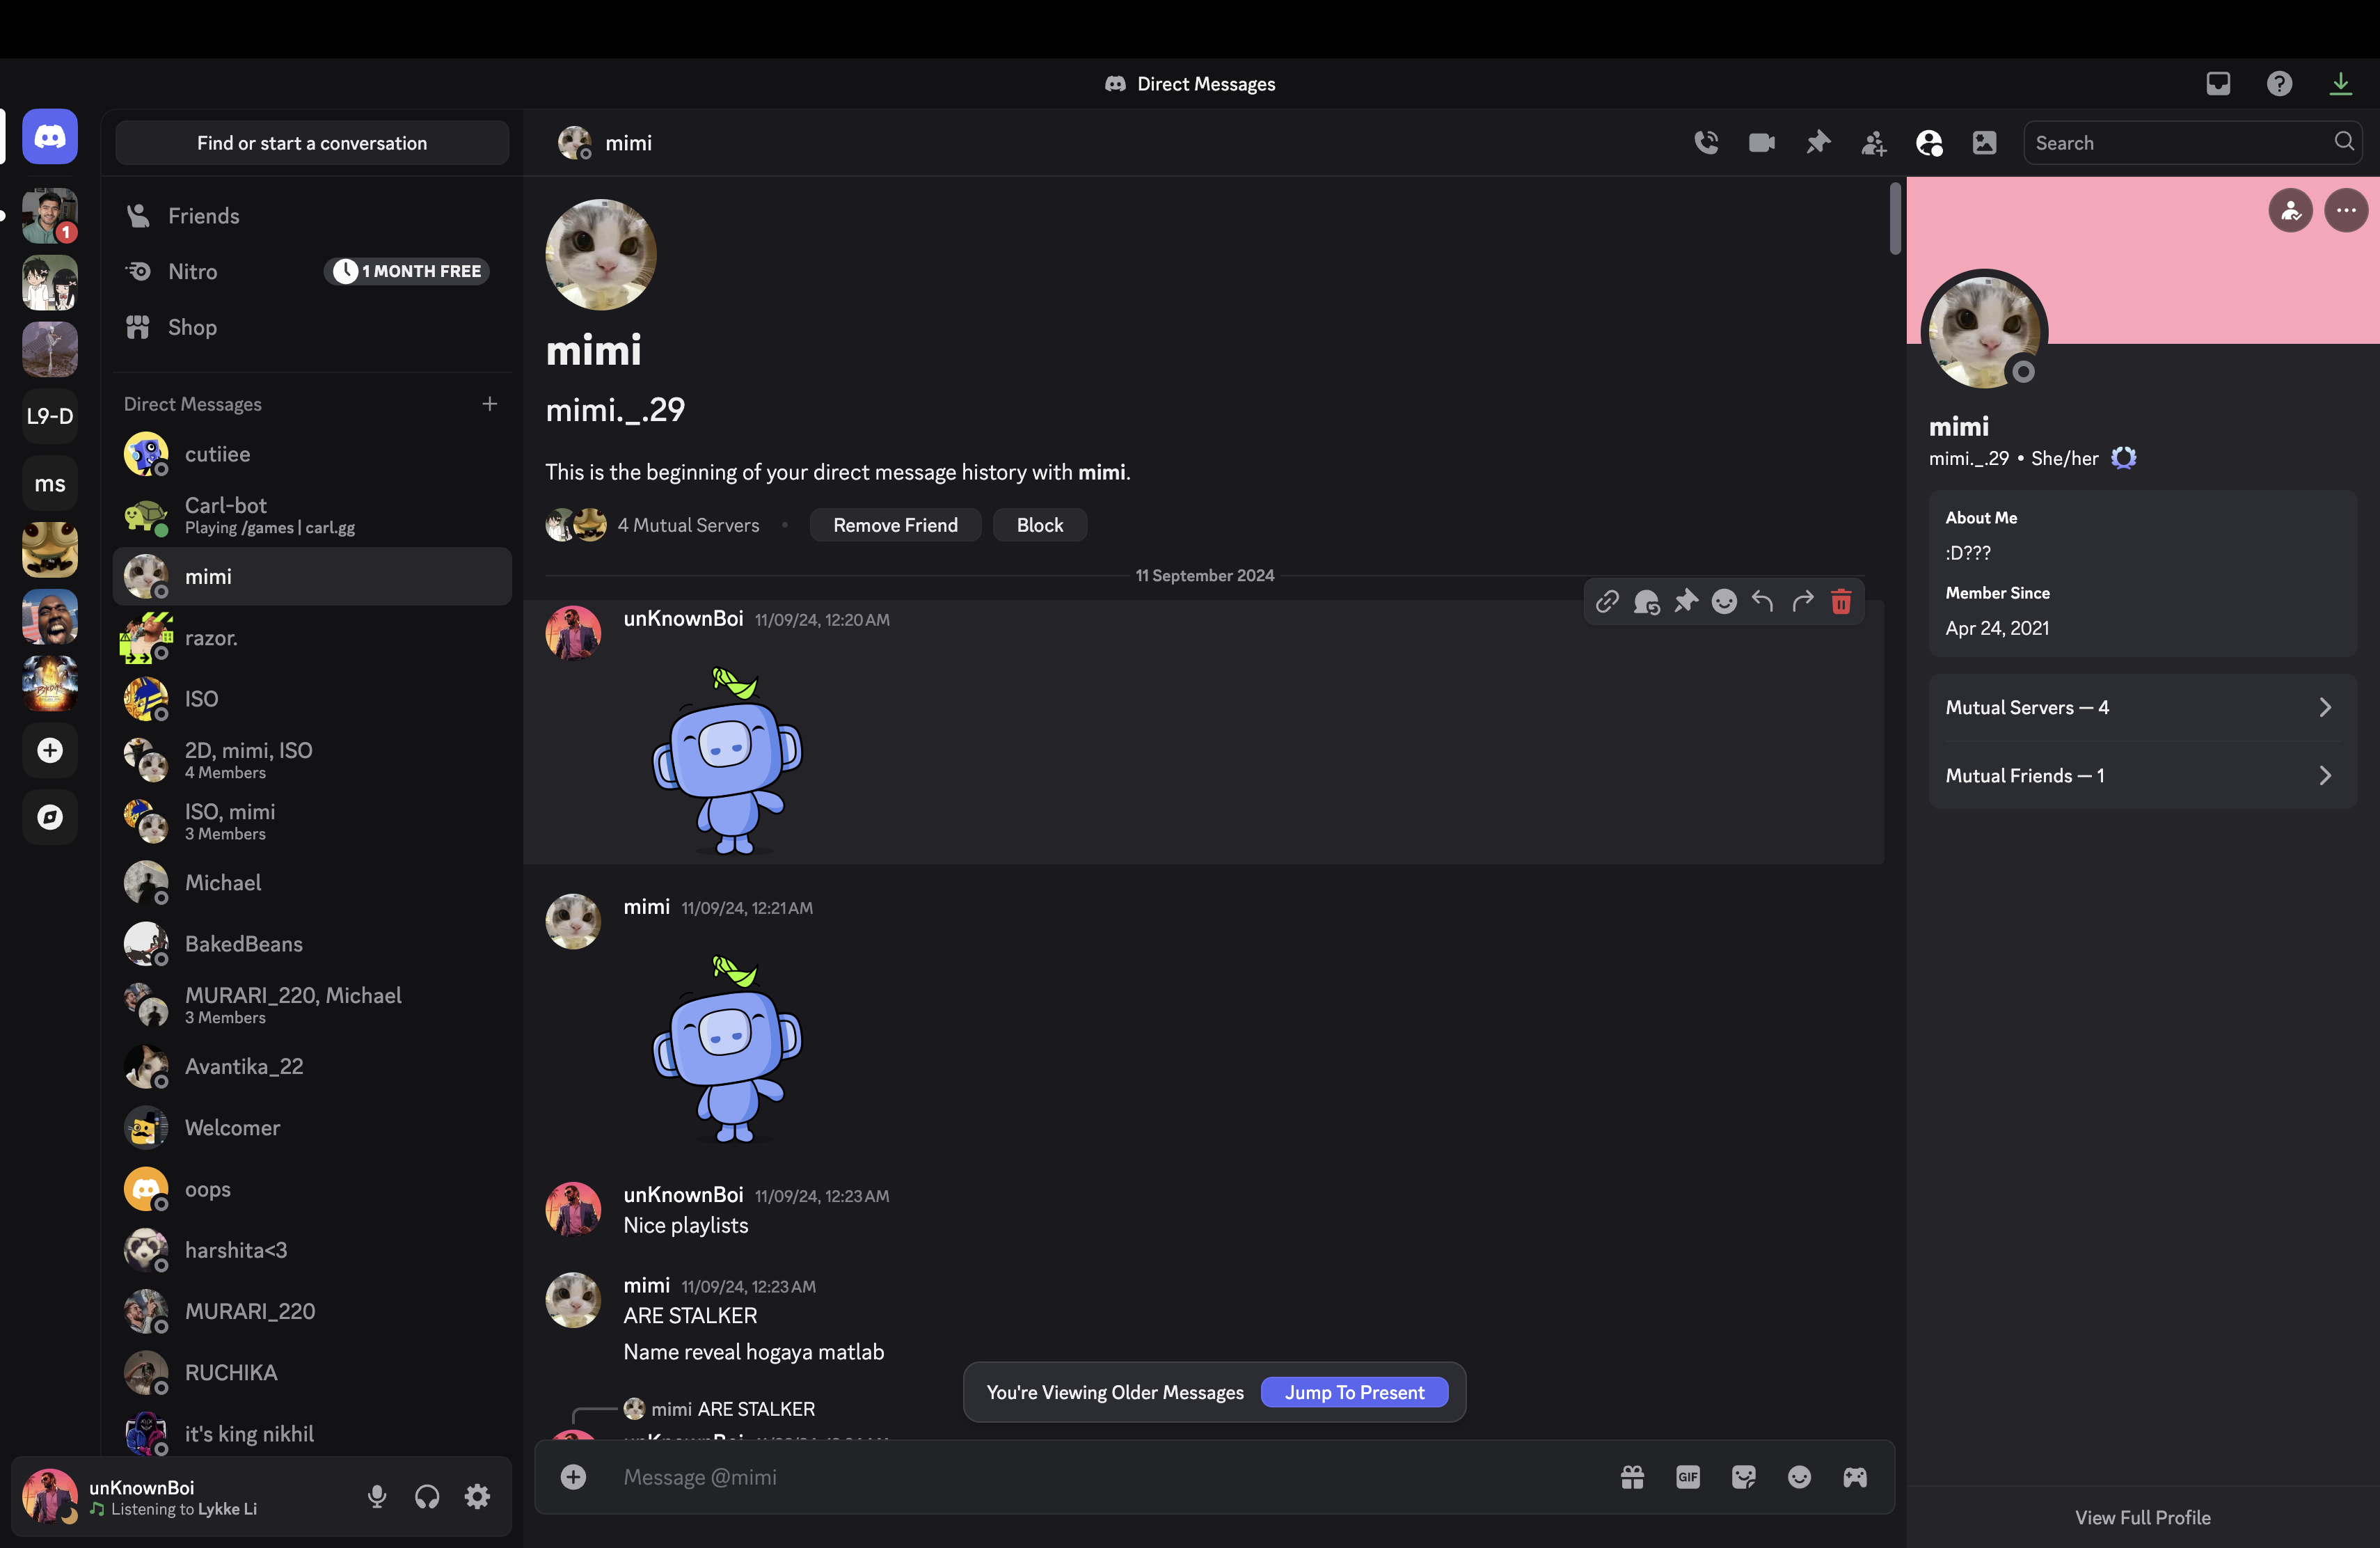 Direct Messages
Find or start a conversation
Friends
Nitro
1 MONTH FREE
Shop
Direct Messages
cutiiee
Carl-bot
Playing /games | carl.gg
mimi
razor.
ISO
2D, mimi, ISO
4 Members
ISO, mimi
3 Members
Michael
BakedBeans
MURARI_220, Michael
3 Members
Avantika_22
Welcomer
oops
harshita<3
MURARI_220
RUCHIKA
it's king nikhil
unKnownBoi
Listening to Lykke Li
1
L9-D
ms
mimi
Search
mimi
mimi._.29
This is the beginning of your direct message history with mimi.
4 Mutual Servers
Remove Friend
Block
11 September 2024
unKnownBoi 11/09/24, 12:20 AM
mimi 11/09/24, 12:21 AM
unKnownBoi 11/09/24, 12:23 AM
Nice playlists
mimi 11/09/24, 12:23 AM
ARE STALKER
Name reveal hogaya matlab
mimi ARE STALKER
unKnownBoi
You're Viewing Older Messages
Jump To Present
Message @mimi
GIF
mimi
mimi._.29 • She/her
About Me
:D???
Member Since
Apr 24, 2021
Mutual Servers — 4
Mutual Friends — 1
View Full Profile